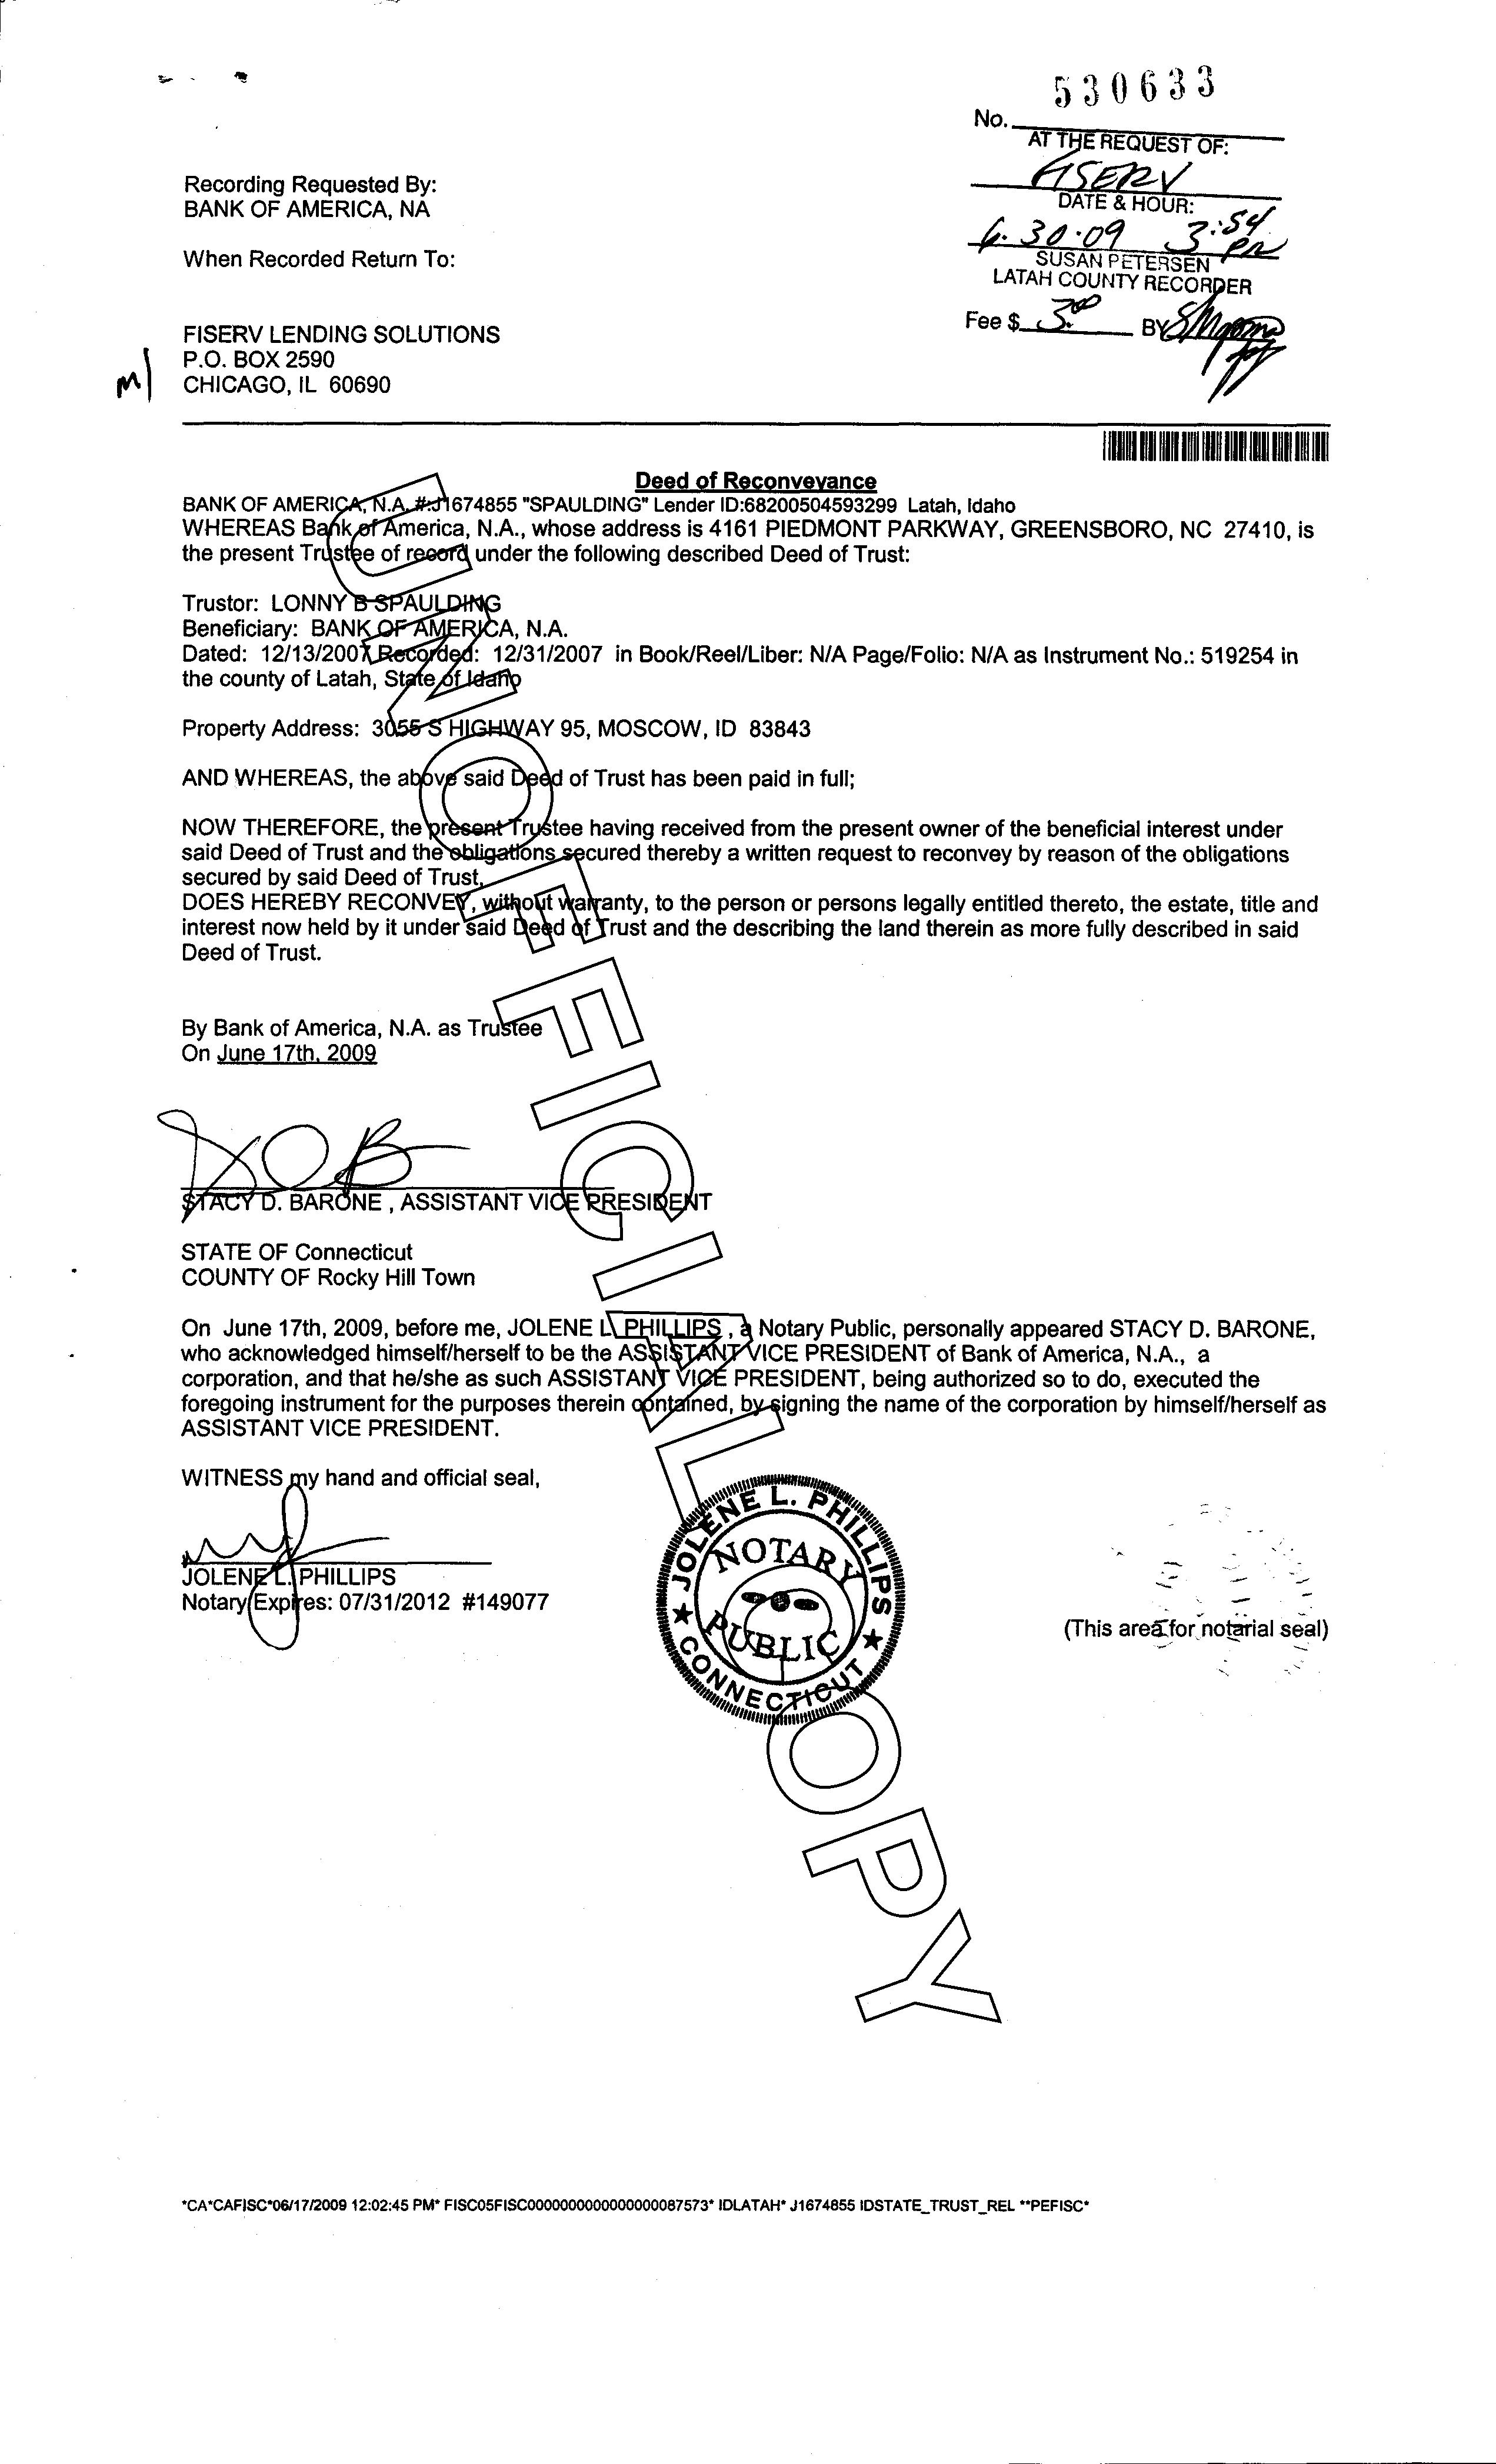 530633
No.
AT THE REQUEST OF:
FISERV
DATE & HOUR:
6.30.09 3:54 PM
SUSAN PETERSEN
LATAH COUNTY RECORDER
Fee $ 3.00 BY
Recording Requested By:
BANK OF AMERICA, NA
When Recorded Return To:
FISERV LENDING SOLUTIONS
P.O. BOX 2590
CHICAGO, IL 60690
M
Deed of Reconveyance
BANK OF AMERICA, N.A. #:J1674855 "SPAULDING" Lender ID:68200504593299 Latah, Idaho
WHEREAS Bank of America, N.A., whose address is 4161 PIEDMONT PARKWAY, GREENSBORO, NC 27410, is
the present Trustee of record under the following described Deed of Trust:
Trustor: LONNY B SPAULDING
Beneficiary: BANK OF AMERICA, N.A.
Dated: 12/13/2007 Recorded: 12/31/2007 in Book/Reel/Liber: N/A Page/Folio: N/A as Instrument No.: 519254 in
the county of Latah, State of Idaho
Property Address: 3055 S HIGHWAY 95, MOSCOW, ID 83843
AND WHEREAS, the above said Deed of Trust has been paid in full;
NOW THEREFORE, the present Trustee having received from the present owner of the beneficial interest under
said Deed of Trust and the obligations secured thereby a written request to reconvey by reason of the obligations
secured by said Deed of Trust,
DOES HEREBY RECONVEY, without warranty, to the person or persons legally entitled thereto, the estate, title and
interest now held by it under said Deed of Trust and the describing the land therein as more fully described in said
Deed of Trust.
By Bank of America, N.A. as Trustee
On June 17th, 2009
STACY D. BARONE , ASSISTANT VICE PRESIDENT
STATE OF Connecticut
COUNTY OF Rocky Hill Town
On June 17th, 2009, before me, JOLENE L. PHILLIPS , a Notary Public, personally appeared STACY D. BARONE,
who acknowledged himself/herself to be the ASSISTANT VICE PRESIDENT of Bank of America, N.A., a
corporation, and that he/she as such ASSISTANT VICE PRESIDENT, being authorized so to do, executed the
foregoing instrument for the purposes therein contained, by signing the name of the corporation by himself/herself as
ASSISTANT VICE PRESIDENT.
WITNESS my hand and official seal,
JOLENE L. PHILLIPS
Notary Expires: 07/31/2012 #149077
JOLENE L. PHILLIPS
NOTARY
PUBLIC
★ CONNECTICUT ★
(This area for notarial seal)
UNOFFICIAL COPY
*CA*CAFISC*06/17/2009 12:02:45 PM* FISC05FISC0000000000000000087573* IDLATAH* J1674855 IDSTATE_TRUST_REL **PEFISC*